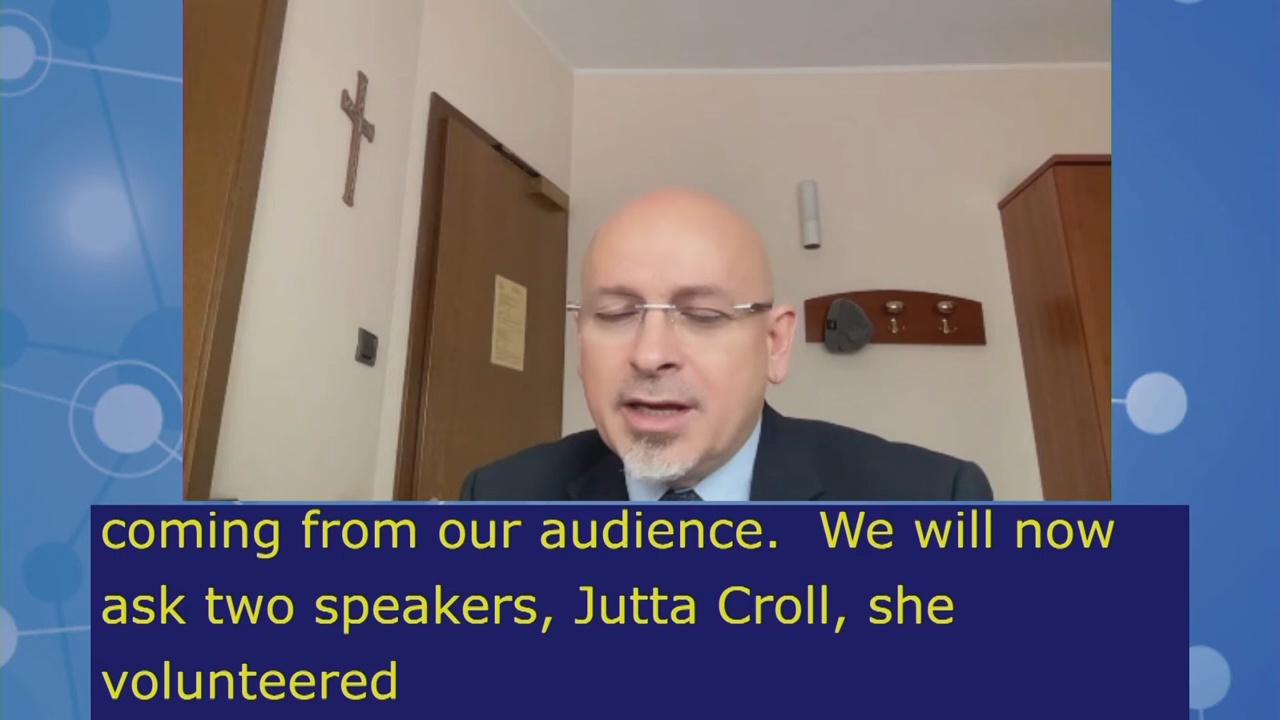 coming from our audience.  We will now
ask two speakers, Jutta Croll, she
volunteered